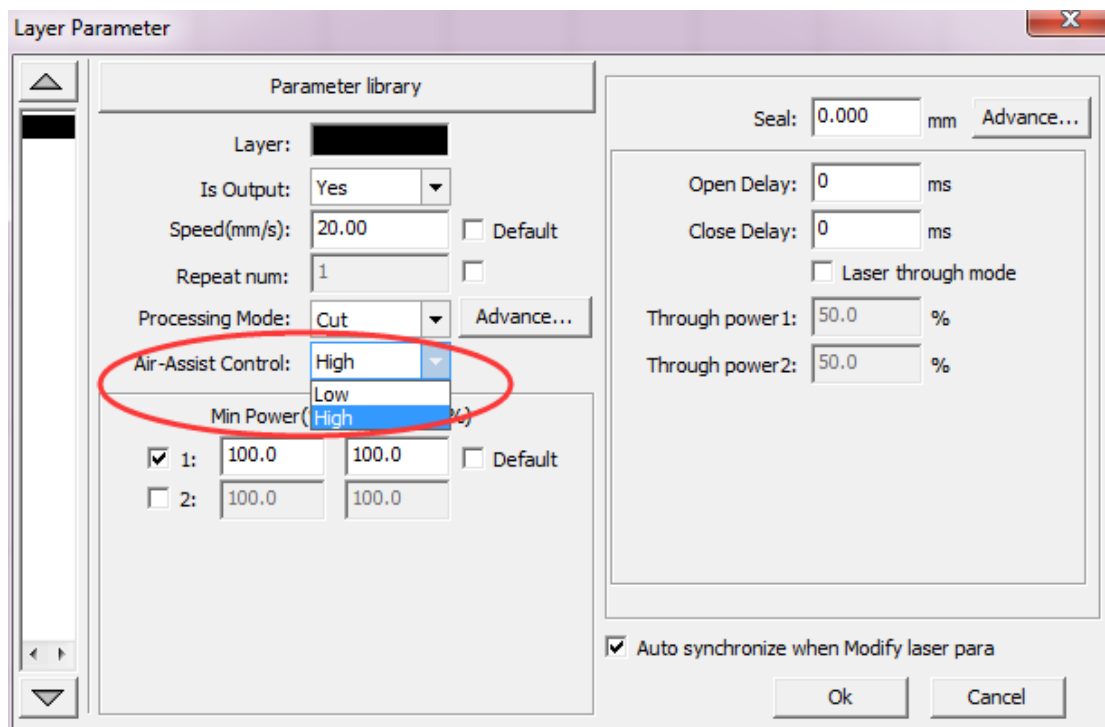 Layer Parameter
x
Parameter library
Layer:
Is Output: Yes
Speed(mm/s): 20.00 Default
Repeat num: 1
Processing Mode: Cut Advance...
Air-Assist Control: High
Low
High
Min Power( %)
1: 100.0 100.0 Default
2: 100.0 100.0
Seal: 0.000 mm Advance...
Open Delay: 0 ms
Close Delay: 0 ms
Laser through mode
Through power1: 50.0 %
Through power2: 50.0 %
Auto synchronize when Modify laser para
Ok Cancel